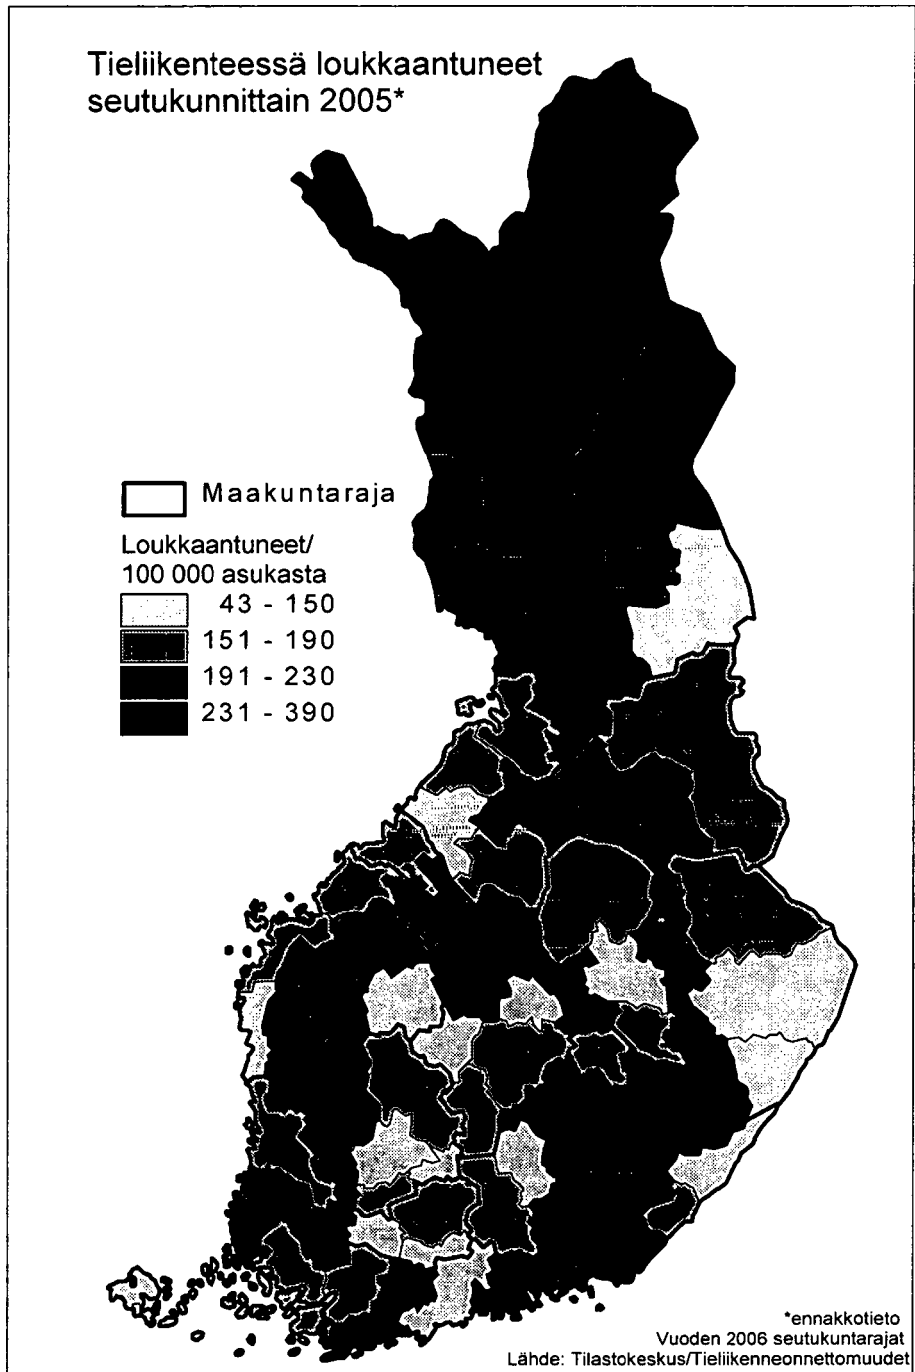 Tieliikenteessä loukkaantuneet
seutukunnittain 2005*
Maakuntaraja
Loukkaantuneet/
100 000 asukasta
43 - 150
151 - 190
191 - 230
231 - 390
*ennakkotieto
Vuoden 2006 seutukuntarajat
Lähde: Tilastokeskus/Tieliikenneonnettomuudet